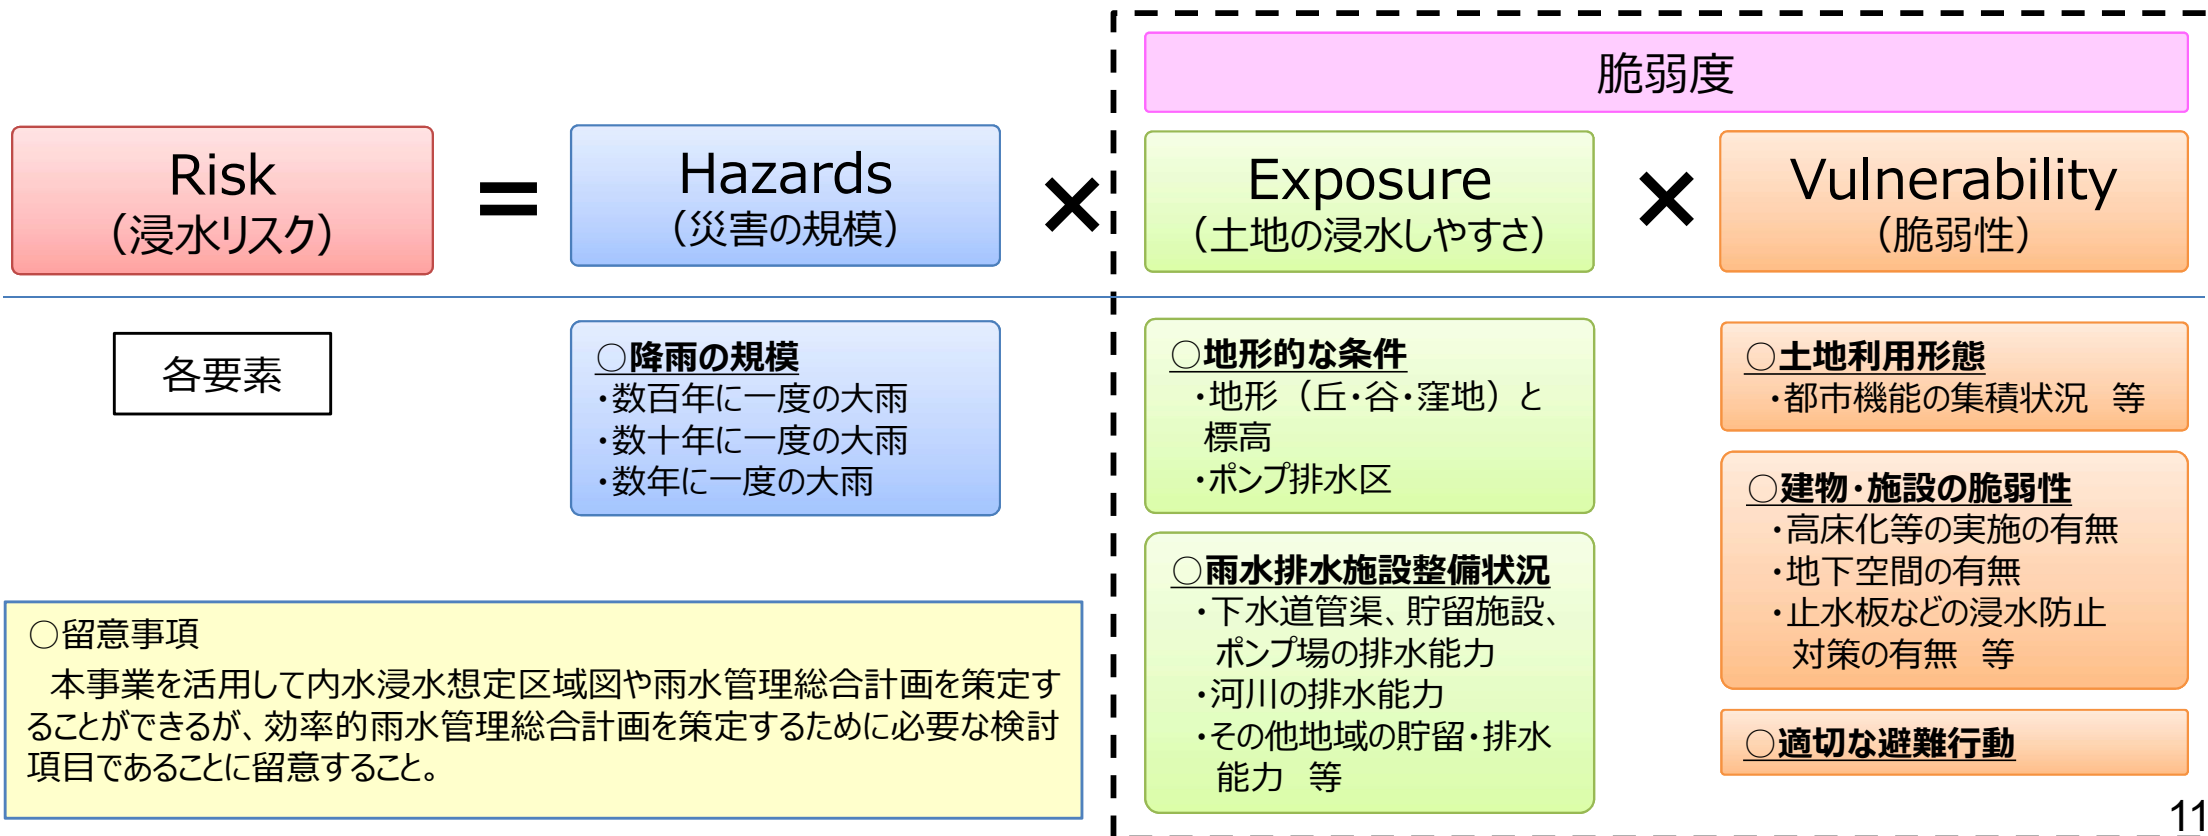 脆弱度
Risk
（浸水リスク）
＝
Hazards
（災害の規模）
×
Exposure
（土地の浸水しやすさ）
×
Vulnerability
（脆弱性）
各要素
○降雨の規模
・数百年に一度の大雨
・数十年に一度の大雨
・数年に一度の大雨
○地形的な条件
・地形（丘・谷・窪地）と
標高
・ポンプ排水区
○雨水排水施設整備状況
・下水道管渠、貯留施設、
ポンプ場の排水能力
・河川の排水能力
・その他地域の貯留・排水
能力　等
○土地利用形態
・都市機能の集積状況　等
○建物・施設の脆弱性
・高床化等の実施の有無
・地下空間の有無
・止水板などの浸水防止
対策の有無　等
○適切な避難行動
○留意事項
本事業を活用して内水浸水想定区域図や雨水管理総合計画を策定す
ることができるが、効率的雨水管理総合計画を策定するために必要な検討
項目であることに留意すること。
11